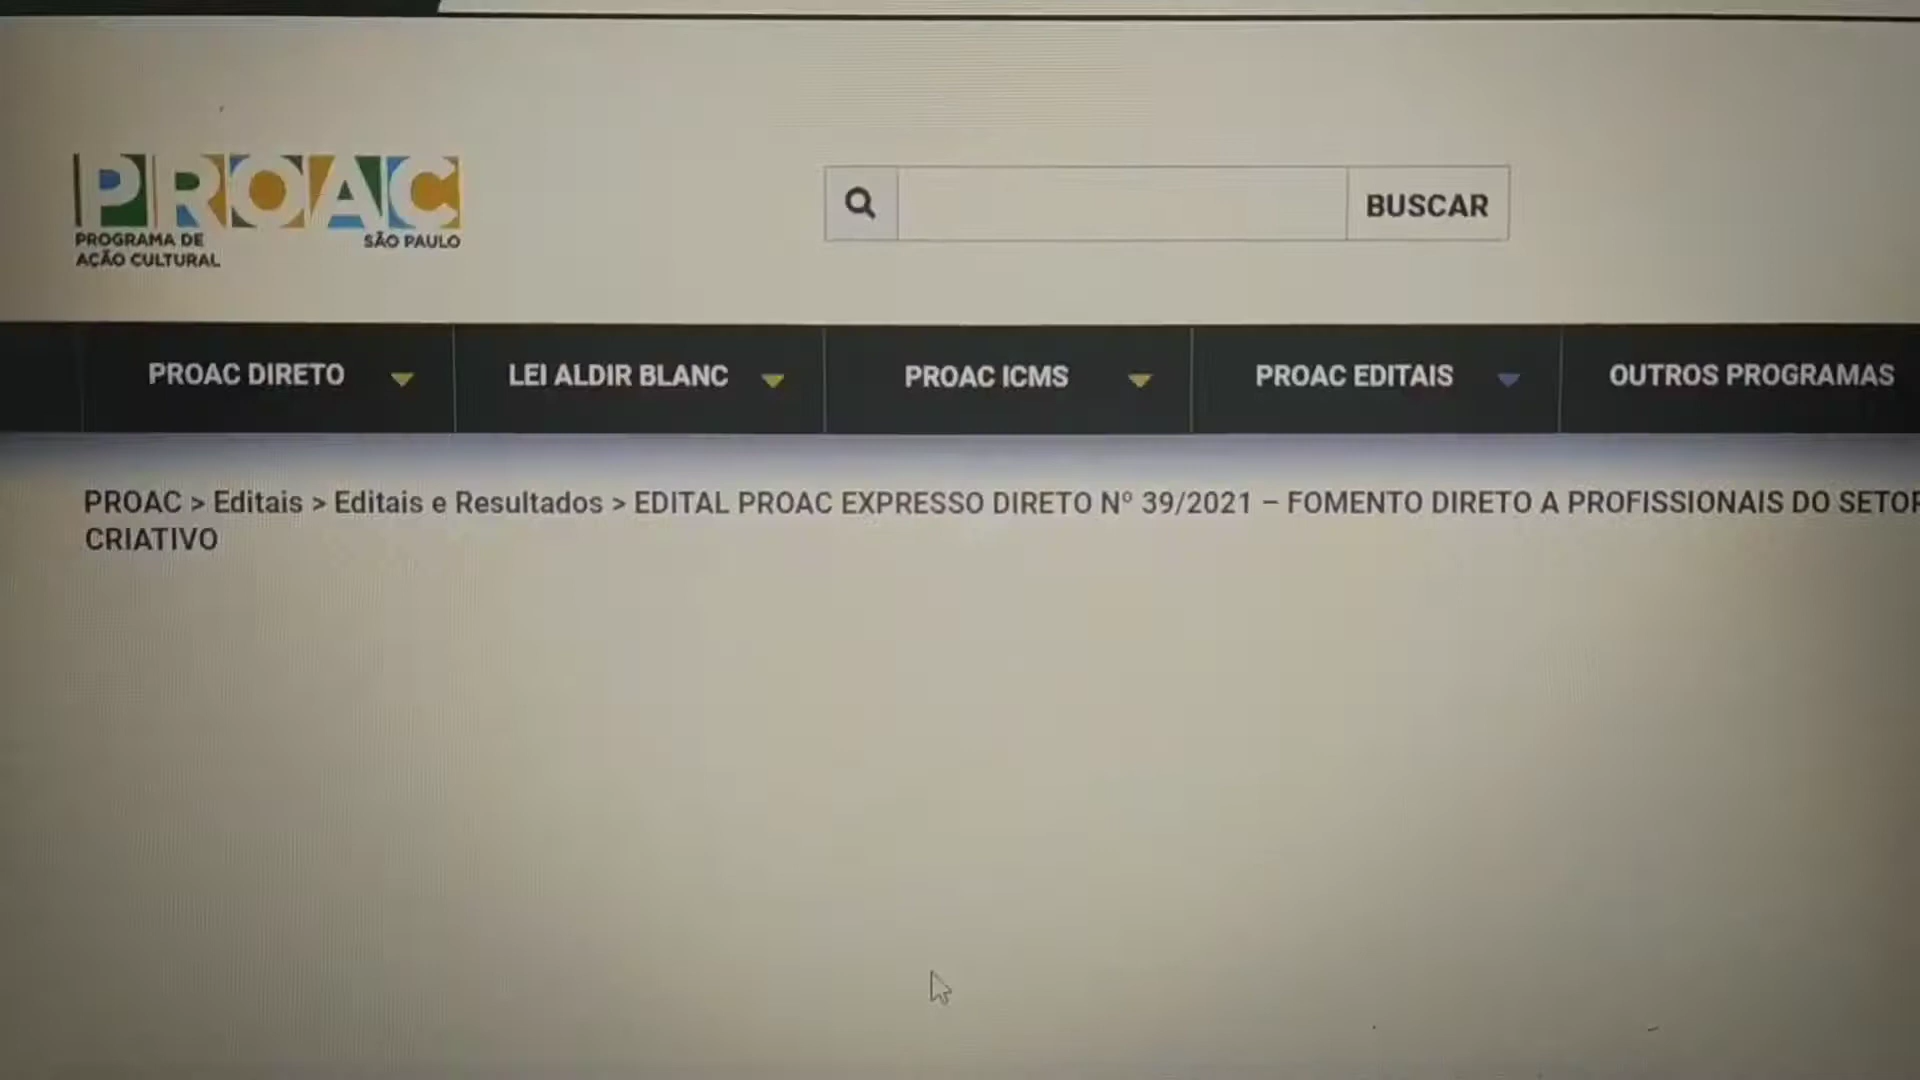 PROAC
PROGRAMA DE
AÇÃO CULTURAL
SÃO PAULO
BUSCAR
PROAC DIRETO
LEI ALDIR BLANC
PROAC ICMS
PROAC EDITAIS
OUTROS PROGRAMAS
PROAC > Editais > Editais e Resultados > EDITAL PROAC EXPRESSO DIRETO Nº 39/2021 – FOMENTO DIRETO A PROFISSIONAIS DO SETOR
CRIATIVO